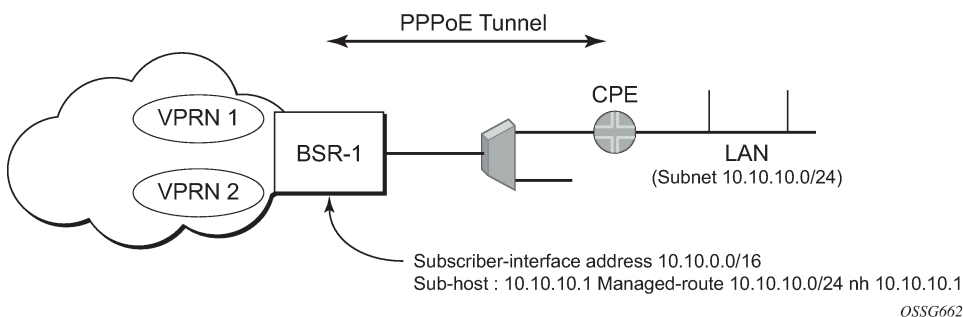 PPPoE Tunnel
CPE
VPRN 1
BSR-1
LAN
(Subnet 10.10.10.0/24)
VPRN 2
Subscriber-interface address 10.10.0.0/16
Sub-host : 10.10.10.1 Managed-route 10.10.10.0/24 nh 10.10.10.1
OSSG662